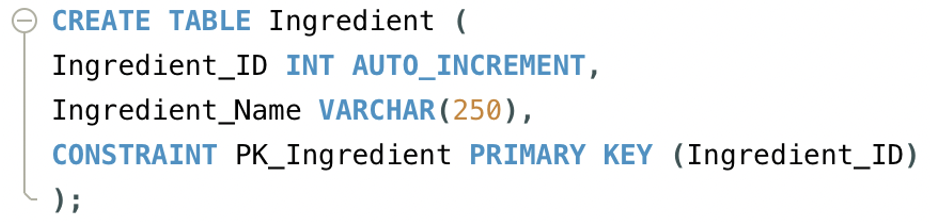 CREATE TABLE Ingredient (
Ingredient_ID INT AUTO_INCREMENT,
Ingredient_Name VARCHAR(250),
CONSTRAINT PK_Ingredient PRIMARY KEY (Ingredient_ID)
);